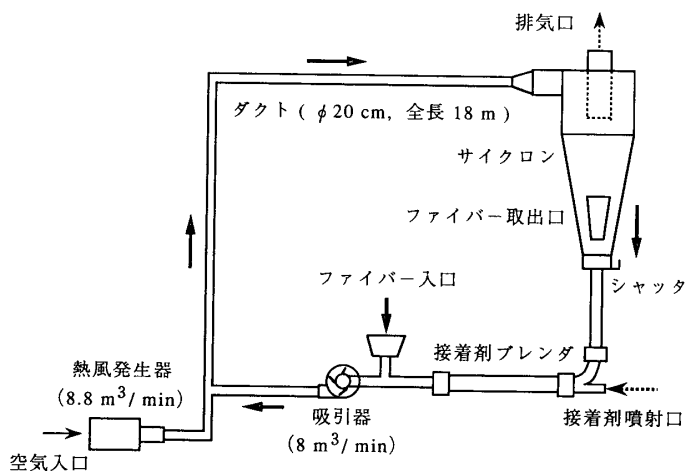 排気口
ダクト ( φ20 cm, 全長 18 m )
サイクロン
ファイバー取出口
シャッタ
ファイバー入口
接着剤ブレンダ
熱風発生器
(8.8 m³/ min)
吸引器
(8 m³/ min)
接着剤噴射口
空気入口